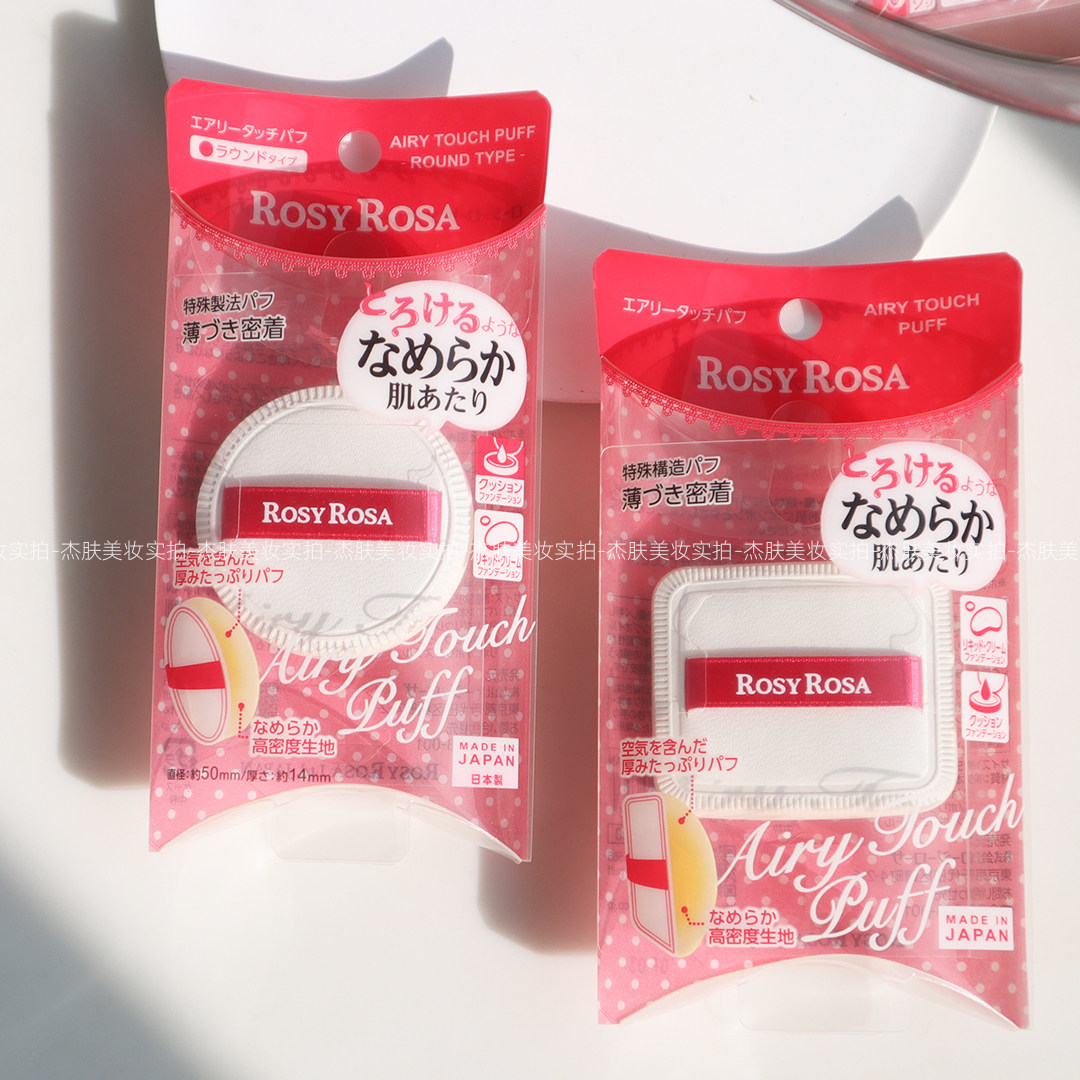 エアリータッチパフ
ラウンドタイプ
AIRY TOUCH PUFF
- ROUND TYPE -
ROSY ROSA
特殊製法パフ
薄づき密着
とろけるような
なめらか
肌あたり
クッション
ファンデーション
リキッド・クリーム
ファンデーション
ROSY ROSA
空気を含んだ
厚みたっぷりパフ
Airy Touch
Puff
なめらか
高密度生地
直径:約50mm/厚さ:約14mm
MADE IN
JAPAN
日本製
エアリータッチパフ
AIRY TOUCH
PUFF
ROSY ROSA
特殊構造パフ
薄づき密着
とろけるような
なめらか
肌あたり
リキッド・クリーム
ファンデーション
クッション
ファンデーション
ROSY ROSA
空気を含んだ
厚みたっぷりパフ
Airy Touch
Puff
なめらか
高密度生地
MADE IN
JAPAN
妆实拍-杰肤美妆实拍-杰肤美妆实拍-杰肤美妆实拍-杰肤美妆实拍-杰肤美妆实拍-杰肤美